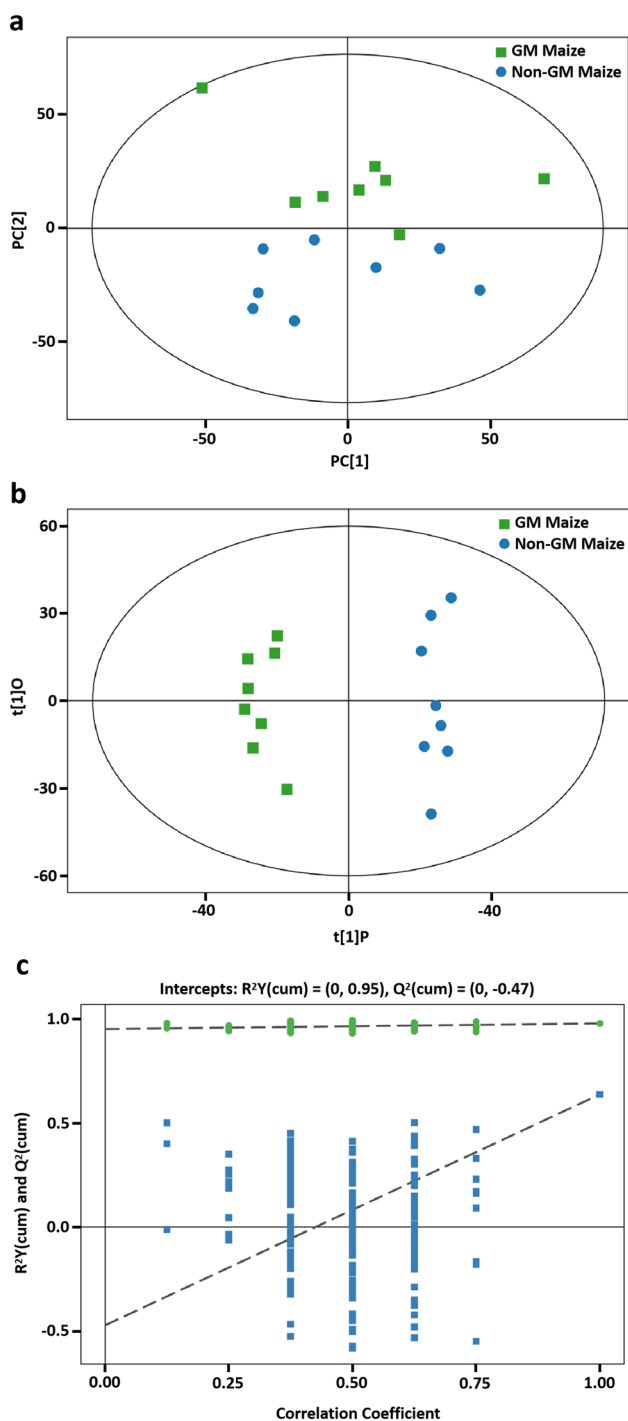 a
GM Maize
Non-GM Maize
50
0
-50
PC[2]
-50
0
50
PC[1]
b
GM Maize
Non-GM Maize
60
30
0
-30
-60
t[1]O
-40
0
-40
t[1]P
c
Intercepts: R²Y(cum) = (0, 0.95), Q²(cum) = (0, -0.47)
1.0
0.5
0.0
-0.5
R²Y(cum) and Q²(cum)
0.00
0.25
0.50
0.75
1.00
Correlation Coefficient